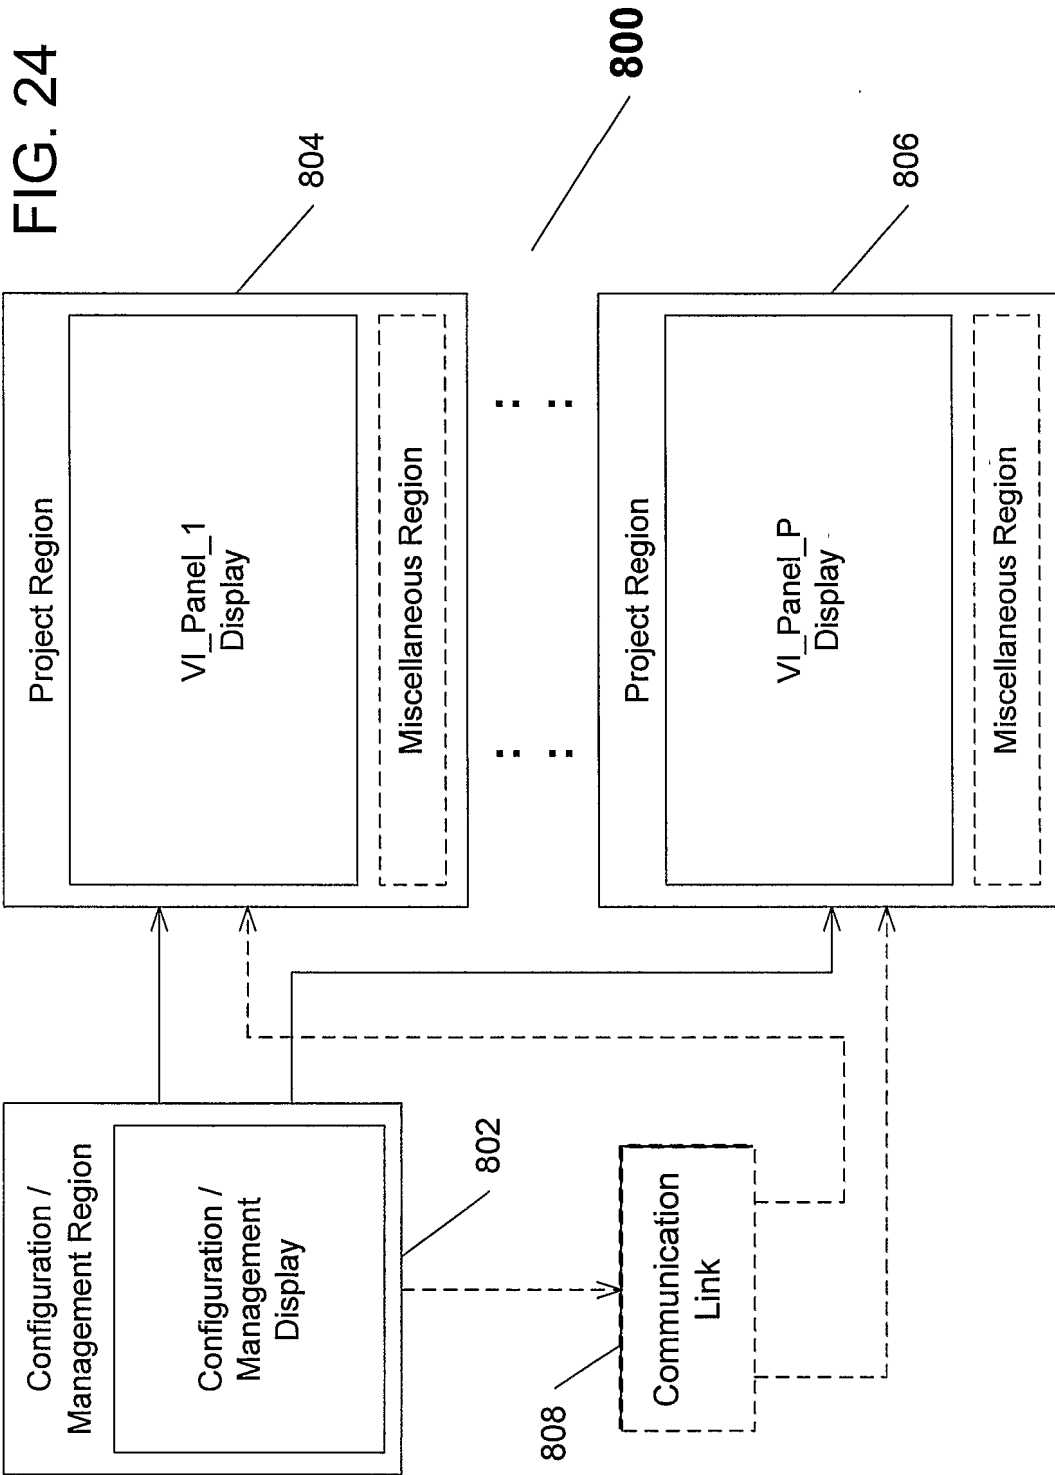 FIG. 24
800
Configuration /
Management Region
Configuration /
Management
Display
802
Project Region
VI_Panel_1
Display
Miscellaneous Region
804
Communication
Link
808
Project Region
VI_Panel_P
Display
Miscellaneous Region
806